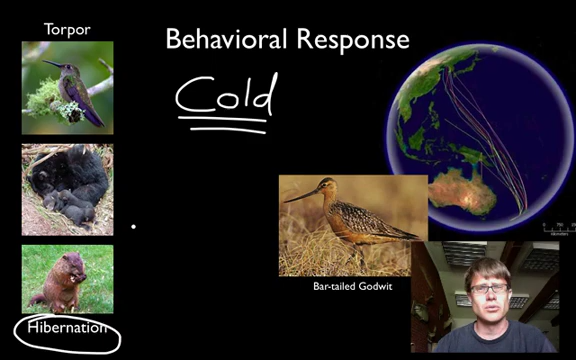 Torpor
Behavioral Response
Cold
Bar-tailed Godwit
Hibernation